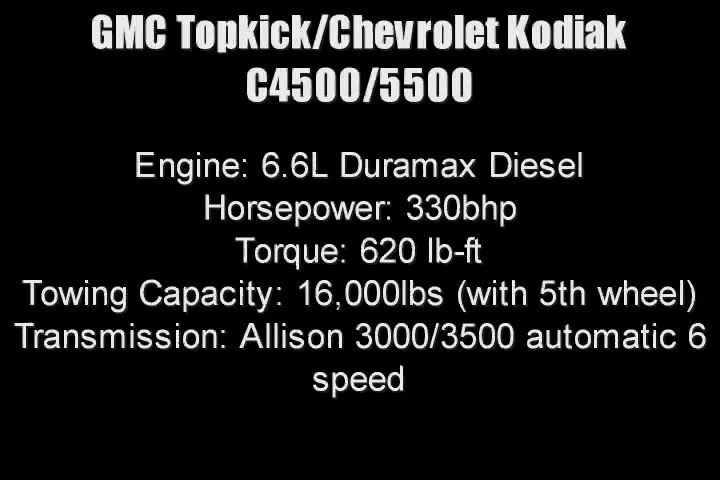 GMC Topkick/Chevrolet Kodiak
C4500/5500
Engine: 6.6L Duramax Diesel
Horsepower: 330bhp
Torque: 620 lb-ft
Towing Capacity: 16,000lbs (with 5th wheel)
Transmission: Allison 3000/3500 automatic 6
speed